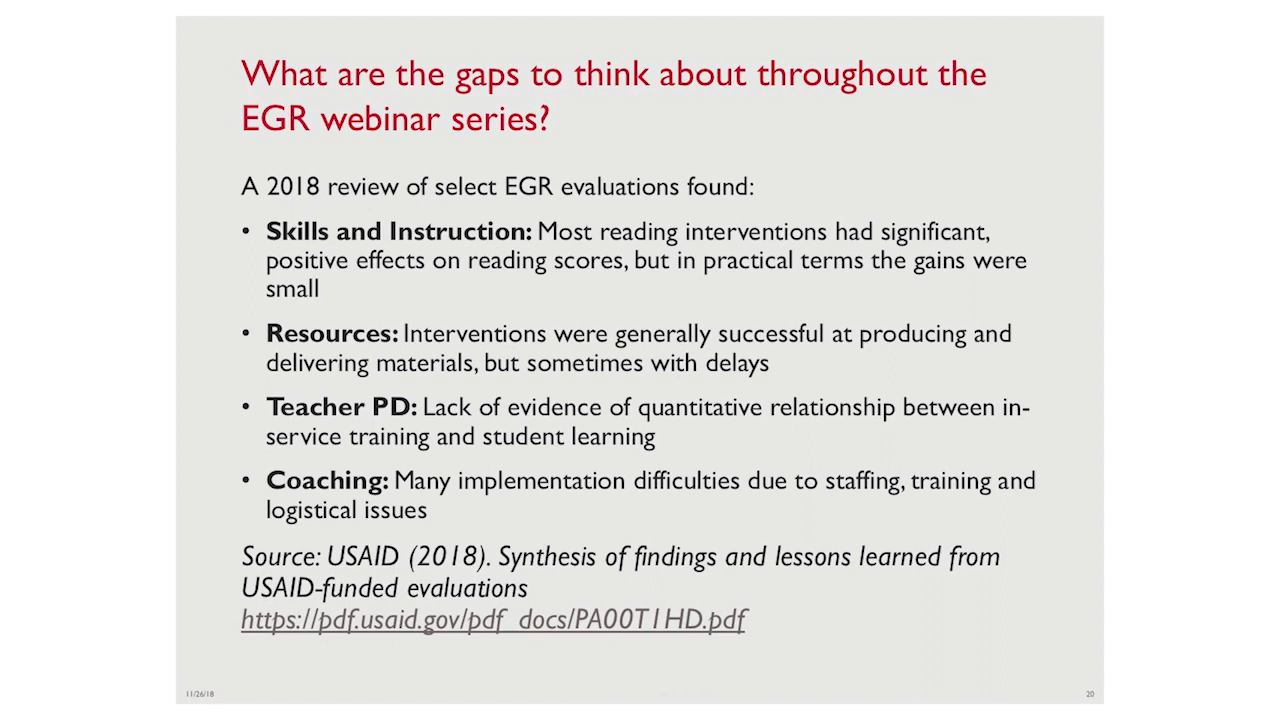 What are the gaps to think about throughout the
EGR webinar series?
A 2018 review of select EGR evaluations found:
• Skills and Instruction: Most reading interventions had significant,
positive effects on reading scores, but in practical terms the gains were
small
• Resources: Interventions were generally successful at producing and
delivering materials, but sometimes with delays
• Teacher PD: Lack of evidence of quantitative relationship between in-
service training and student learning
• Coaching: Many implementation difficulties due to staffing, training and
logistical issues
Source: USAID (2018). Synthesis of findings and lessons learned from
USAID-funded evaluations
https://pdf.usaid.gov/pdf_docs/PA00T1HD.pdf
11/26/18
20